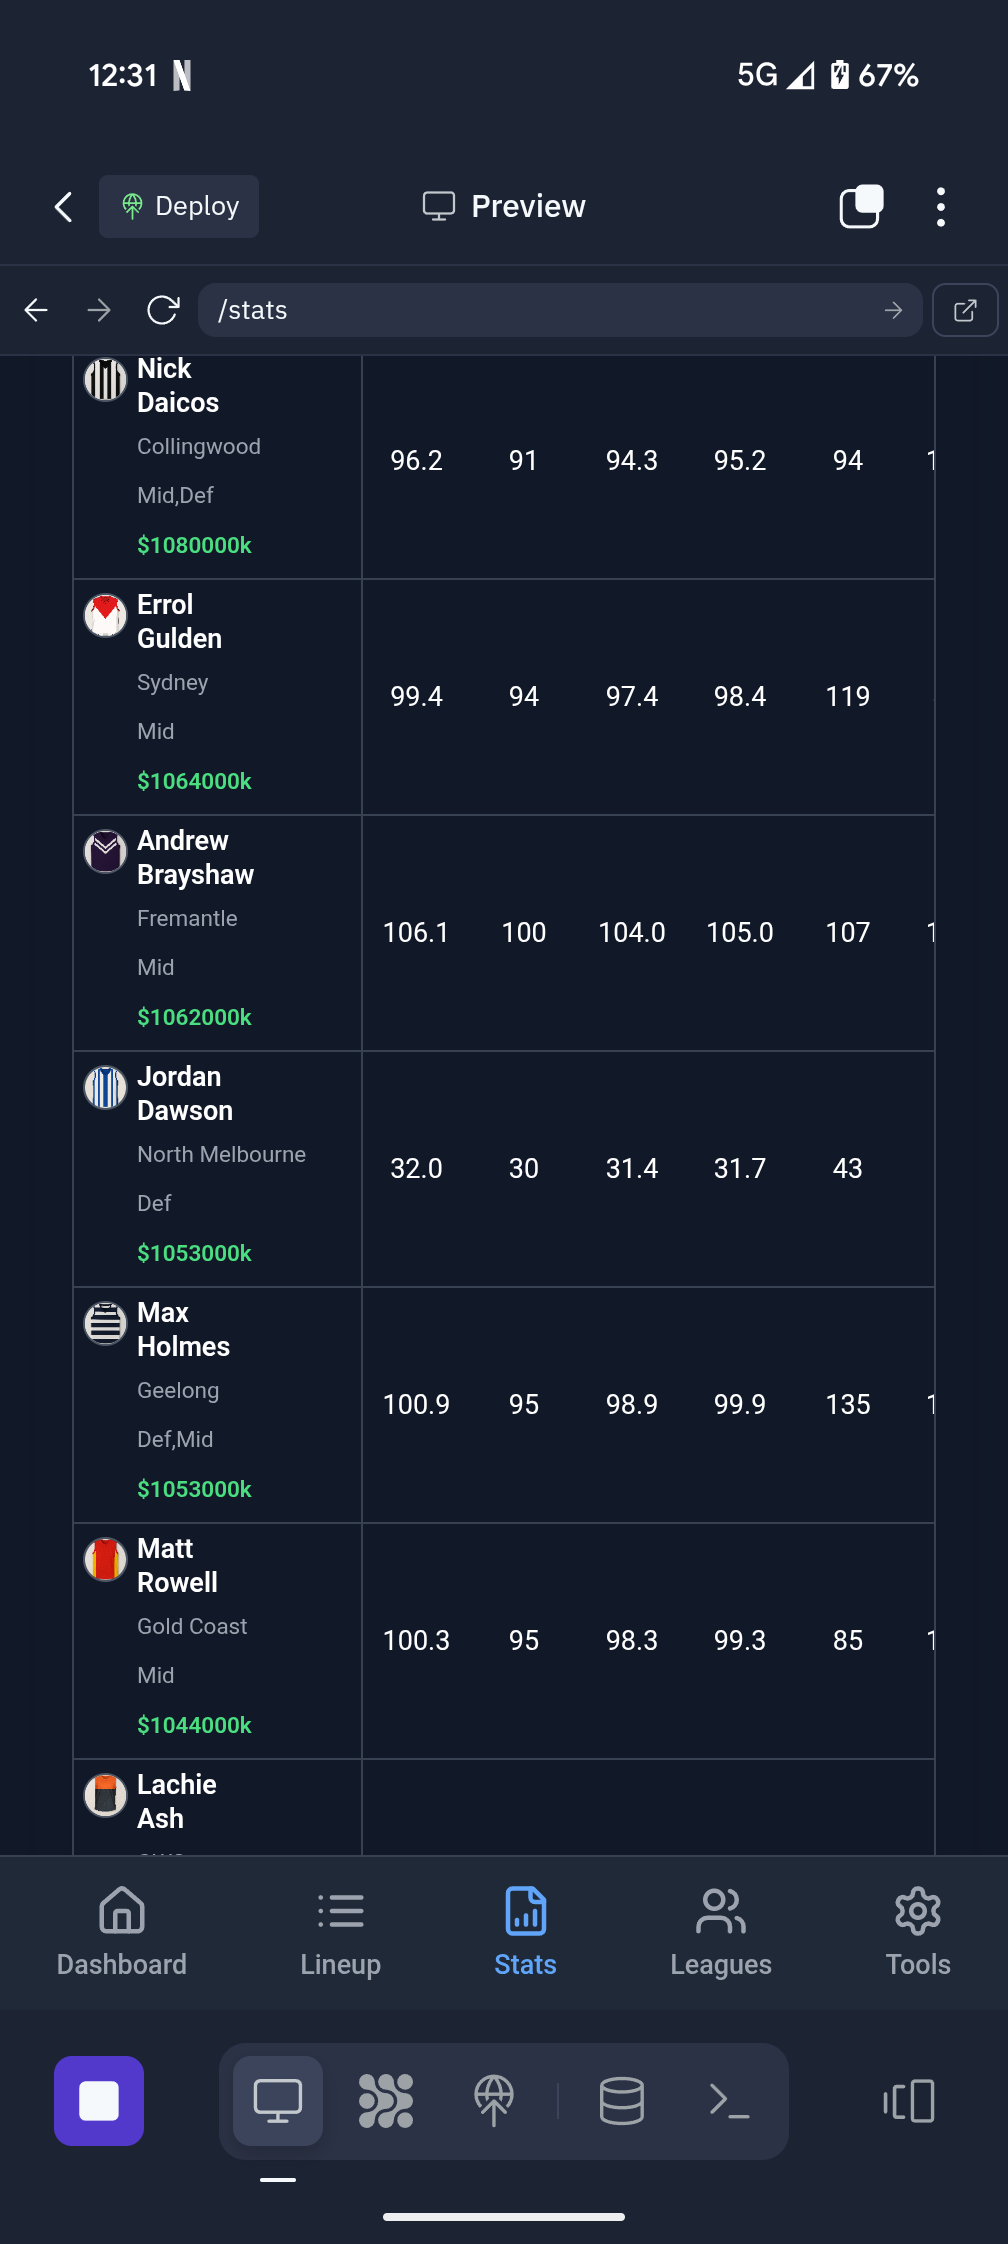 12:31
5G 67%
Deploy
Preview
/stats
Nick
Daicos
Collingwood
Mid,Def
$1080000k
96.2 91 94.3 95.2 94 1
Errol
Gulden
Sydney
Mid
$1064000k
99.4 94 97.4 98.4 119
Andrew
Brayshaw
Fremantle
Mid
$1062000k
106.1 100 104.0 105.0 107 1
Jordan
Dawson
North Melbourne
Def
$1053000k
32.0 30 31.4 31.7 43
Max
Holmes
Geelong
Def,Mid
$1053000k
100.9 95 98.9 99.9 135 1
Matt
Rowell
Gold Coast
Mid
$1044000k
100.3 95 98.3 99.3 85 1
Lachie
Ash
Dashboard Lineup Stats Leagues Tools